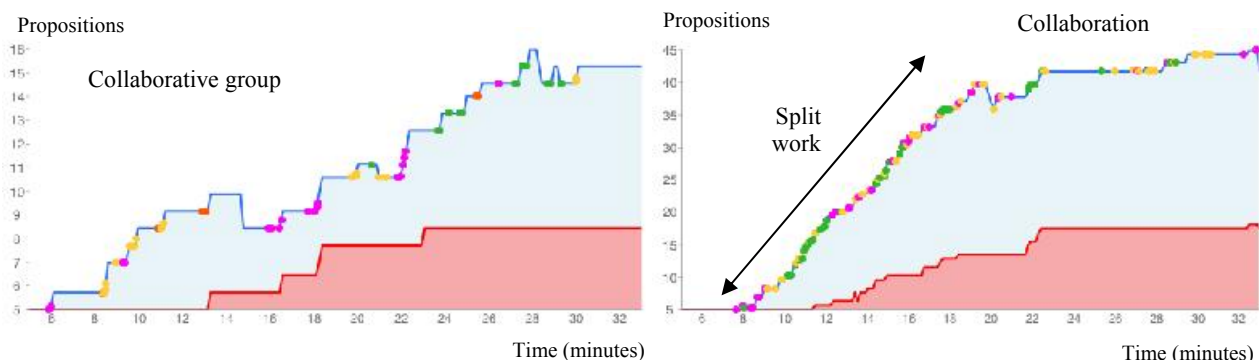 Propositions
Collaborative group
16
15
14
13
12
11
10
9
8
7
6
5
6 8 10 12 14 16 18 20 22 24 26 28 30 32
Time (minutes)
Propositions
Collaboration
Split
work
45
40
35
30
25
20
15
10
5
6 8 10 12 14 16 18 20 22 24 26 28 30 32
Time (minutes)